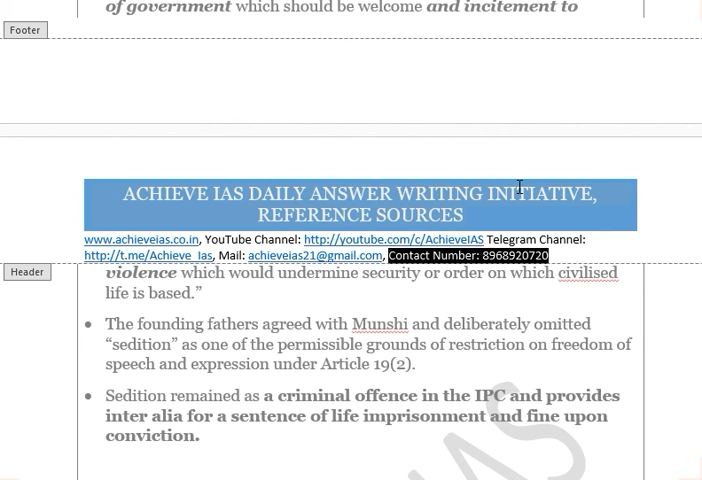 of government which should be welcome and incitement to
Footer
ACHIEVE IAS DAILY ANSWER WRITING INITIATIVE,
REFERENCE SOURCES
www.achieveias.co.in, YouTube Channel: http://youtube.com/c/AchieveIAS Telegram Channel:
http://t.me/Achieve_Ias, Mail: achieveias21@gmail.com, Contact Number: 8968920720
Header
violence which would undermine security or order on which civilised
life is based.”
• The founding fathers agreed with Munshi and deliberately omitted
“sedition” as one of the permissible grounds of restriction on freedom of
speech and expression under Article 19(2).
• Sedition remained as a criminal offence in the IPC and provides
inter alia for a sentence of life imprisonment and fine upon
conviction.
IAS